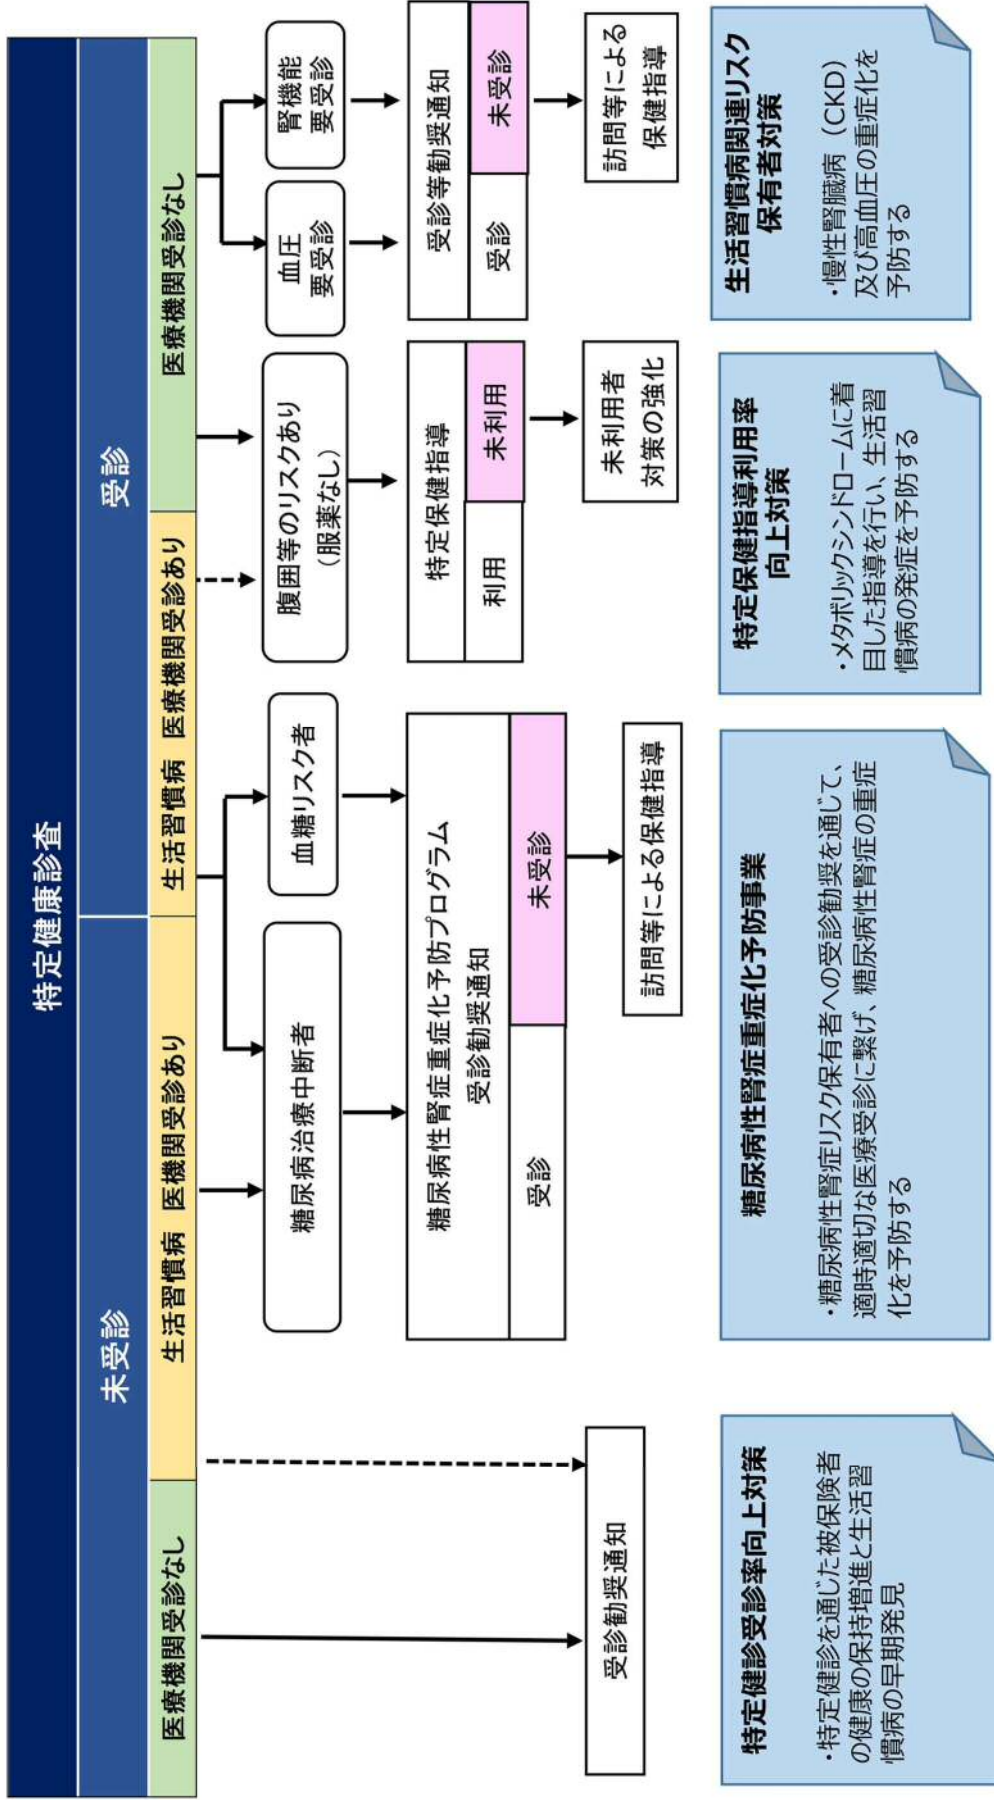 特定健康診査
未受診
受診
医療機関受診なし
生活習慣病 医機関受診あり
生活習慣病 医療機関受診あり
医療機関受診なし
糖尿病治療中断者
血糖リスク者
腹囲等のリスクあり
(服薬なし)
血圧
要受診
腎機能
要受診
糖尿病性腎症重症化予防プログラム
受診勧奨通知
受診
未受診
特定保健指導
利用
未利用
受診等勧奨通知
受診
未受診
受診勧奨通知
訪問等による保健指導
未利用者
対策の強化
訪問等による
保健指導
特定健診受診率向上対策
・特定健診を通じた被保険者
の健康の保持増進と生活習
慣病の早期発見
糖尿病性腎症重症化予防事業
・糖尿病性腎症リスク保有者への受診勧奨を通じて、
適時適切な医療受診に繋げ、糖尿病性腎症の重症
化を予防する
特定保健指導利用率
向上対策
・メタボリックシンドロームに着
目した指導を行い、生活習
慣病の発症を予防する
生活習慣病関連リスク
保有者対策
・慢性腎臓病（CKD）
及び高血圧の重症化を
予防する